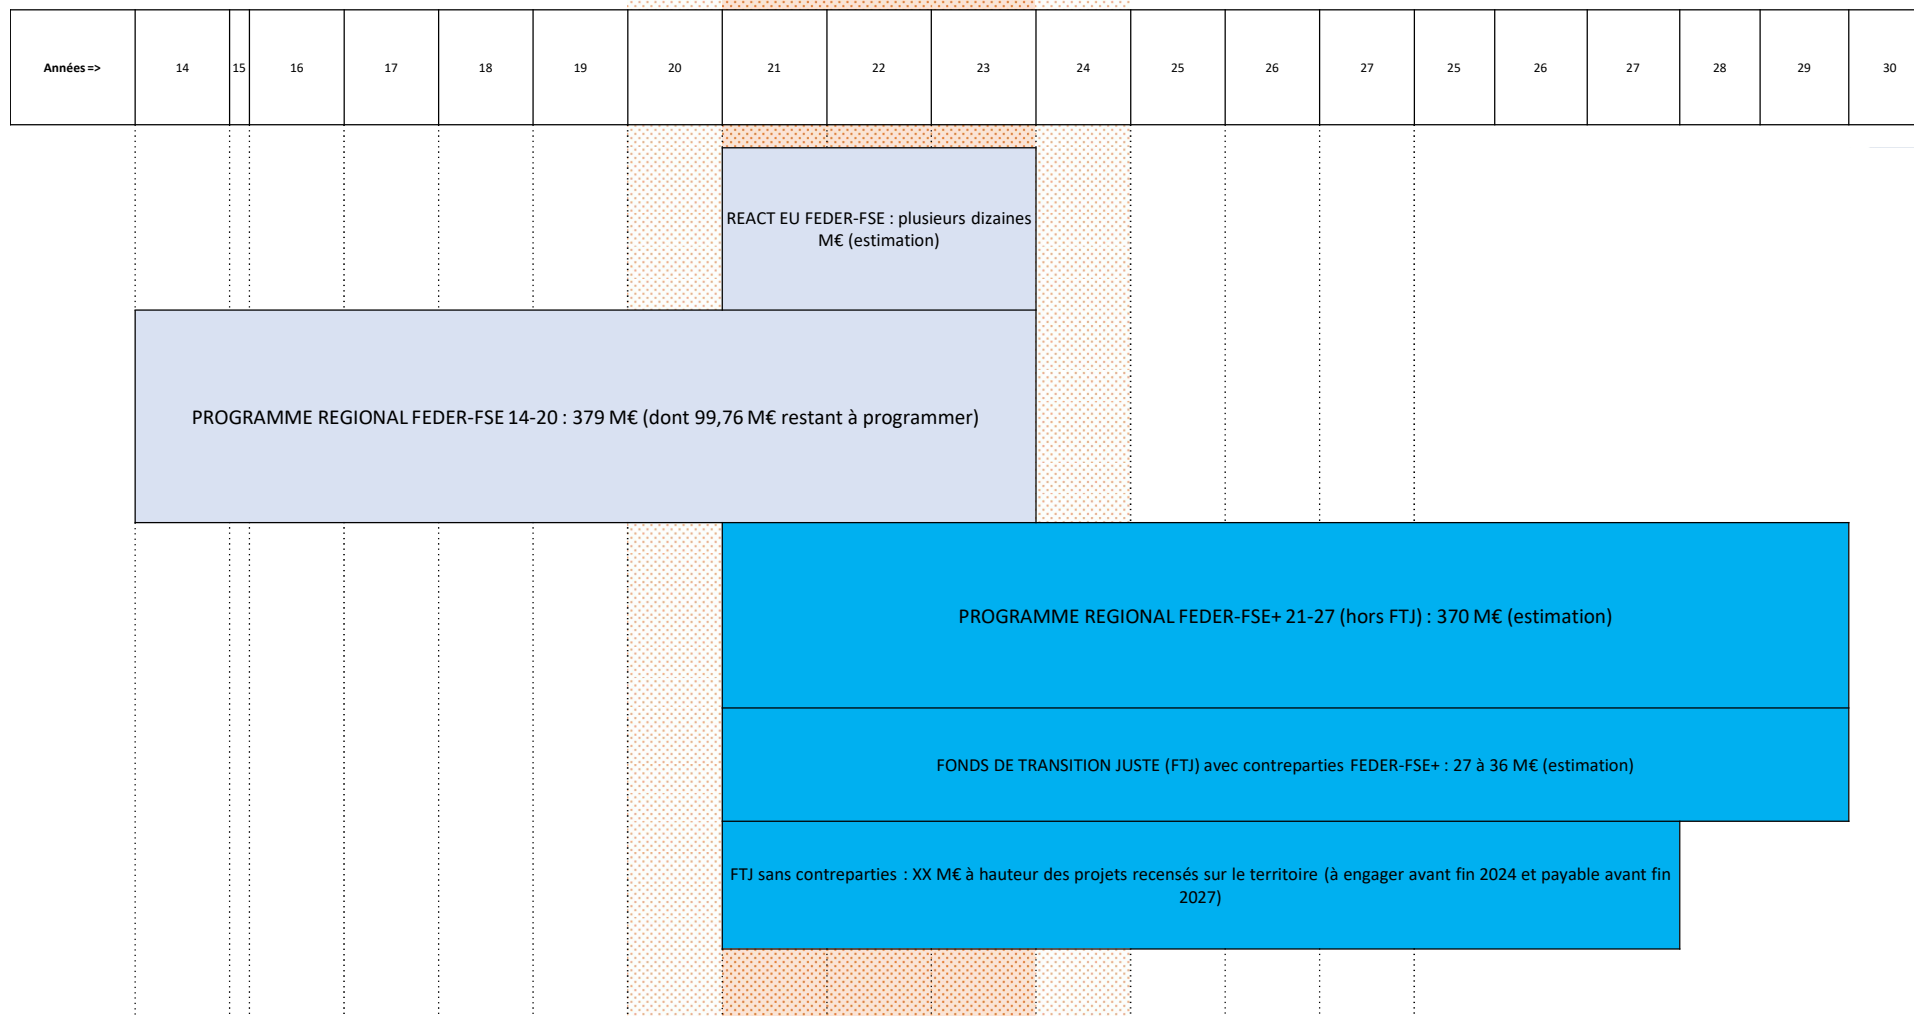 Années=> 14 15 16 17 18 19 20 21 22 23 24 25 26 27 25 26 27 28 29 30
REACT EU FEDER-FSE : plusieurs dizaines
M€ (estimation)
PROGRAMME REGIONAL FEDER-FSE 14-20 : 379 M€ (dont 99,76 M€ restant à programmer)
PROGRAMME REGIONAL FEDER-FSE+ 21-27 (hors FTJ) : 370 M€ (estimation)
FONDS DE TRANSITION JUSTE (FTJ) avec contreparties FEDER-FSE+ : 27 à 36 M€ (estimation)
FTJ sans contreparties : XX M€ à hauteur des projets recensés sur le territoire (à engager avant fin 2024 et payable avant fin
2027)